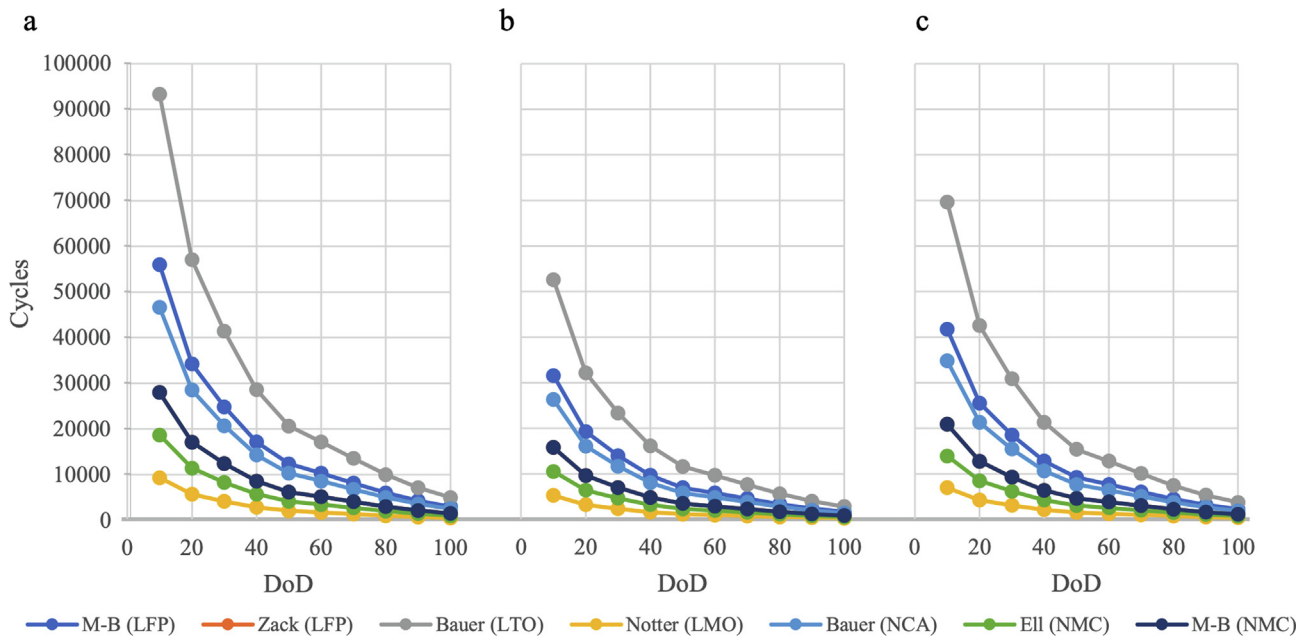 a b c
100000
90000
80000
70000
60000
50000
40000
30000
20000
10000
0
Cycles
0 20 40 60 80 100 0 20 40 60 80 100 0 20 40 60 80 100
DoD DoD DoD
M-B (LFP) Zack (LFP) Bauer (LTO) Notter (LMO) Bauer (NCA) Ell (NMC) M-B (NMC)